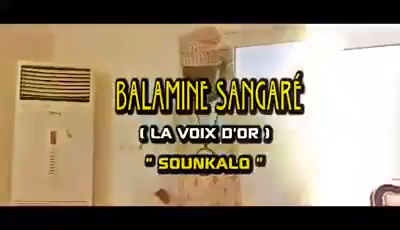 BALAMINE SANGARÉ
( LA VOIX D'OR )
" SOUNKALO "